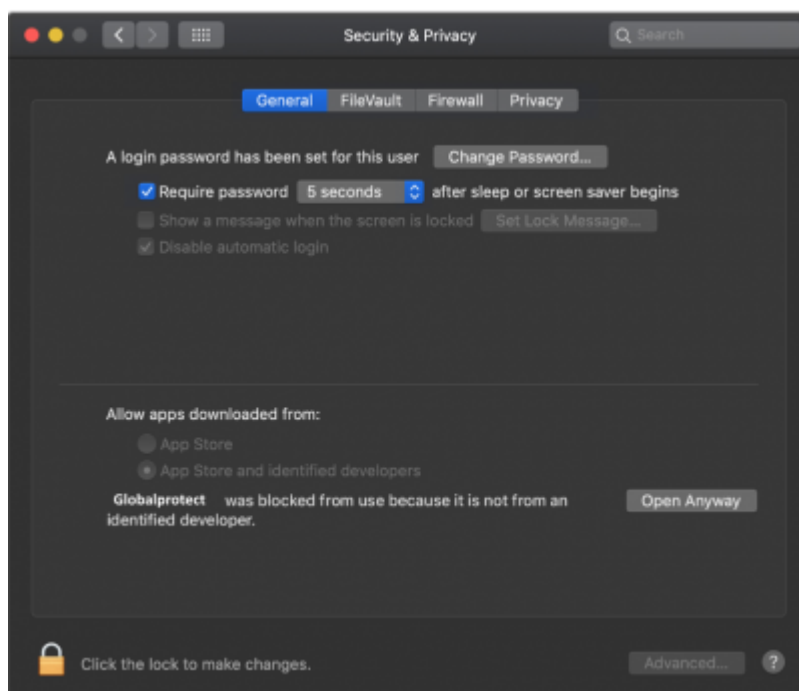 Security & Privacy
Search
General FileVault Firewall Privacy
A login password has been set for this user Change Password...
Require password 5 seconds after sleep or screen saver begins
Show a message when the screen is locked Set Lock Message...
Disable automatic login
Allow apps downloaded from:
App Store
App Store and identified developers
Globalprotect was blocked from use because it is not from an
identified developer.
Open Anyway
Click the lock to make changes.
Advanced...
?